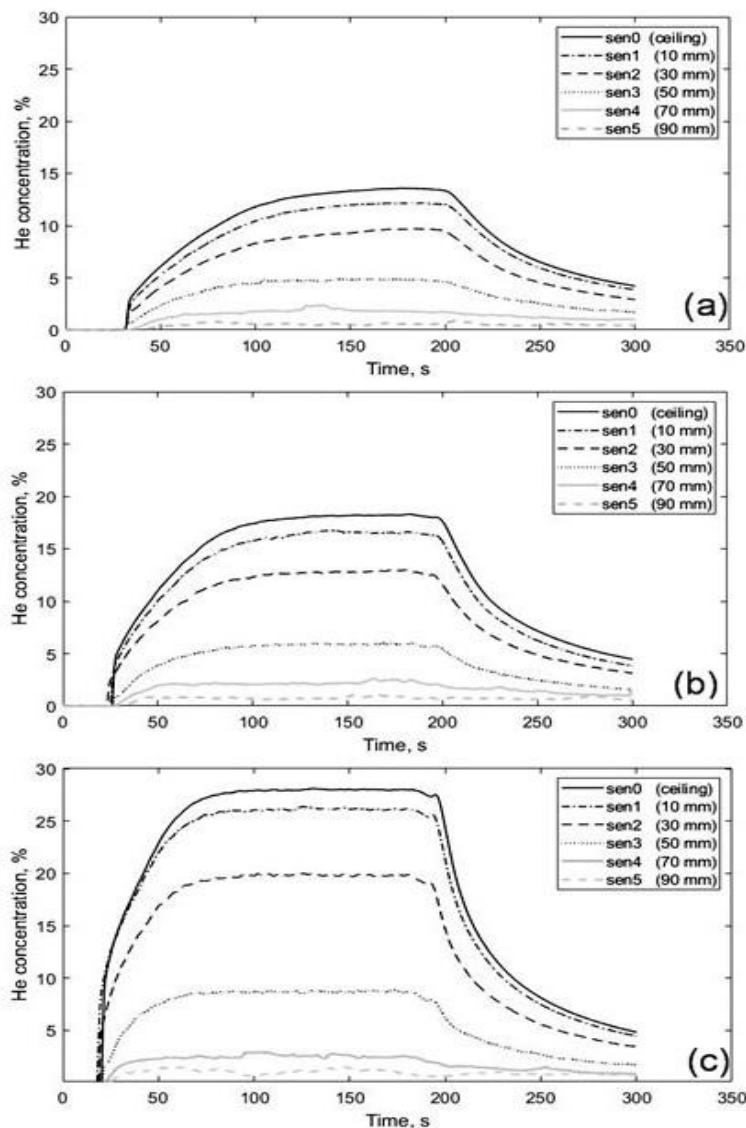 30
25
20
15
10
5
0
He concentration, %
sen0 (ceiling)
sen1 (10 mm)
sen2 (30 mm)
sen3 (50 mm)
sen4 (70 mm)
sen5 (90 mm)
(a)
0 50 100 150 200 250 300 350
Time, s
30
25
20
15
10
5
0
He concentration, %
sen0 (ceiling)
sen1 (10 mm)
sen2 (30 mm)
sen3 (50 mm)
sen4 (70 mm)
sen5 (90 mm)
(b)
0 50 100 150 200 250 300 350
Time, s
30
25
20
15
10
5
He concentration, %
sen0 (ceiling)
sen1 (10 mm)
sen2 (30 mm)
sen3 (50 mm)
sen4 (70 mm)
sen5 (90 mm)
(c)
0 50 100 150 200 250 300 350
Time, s